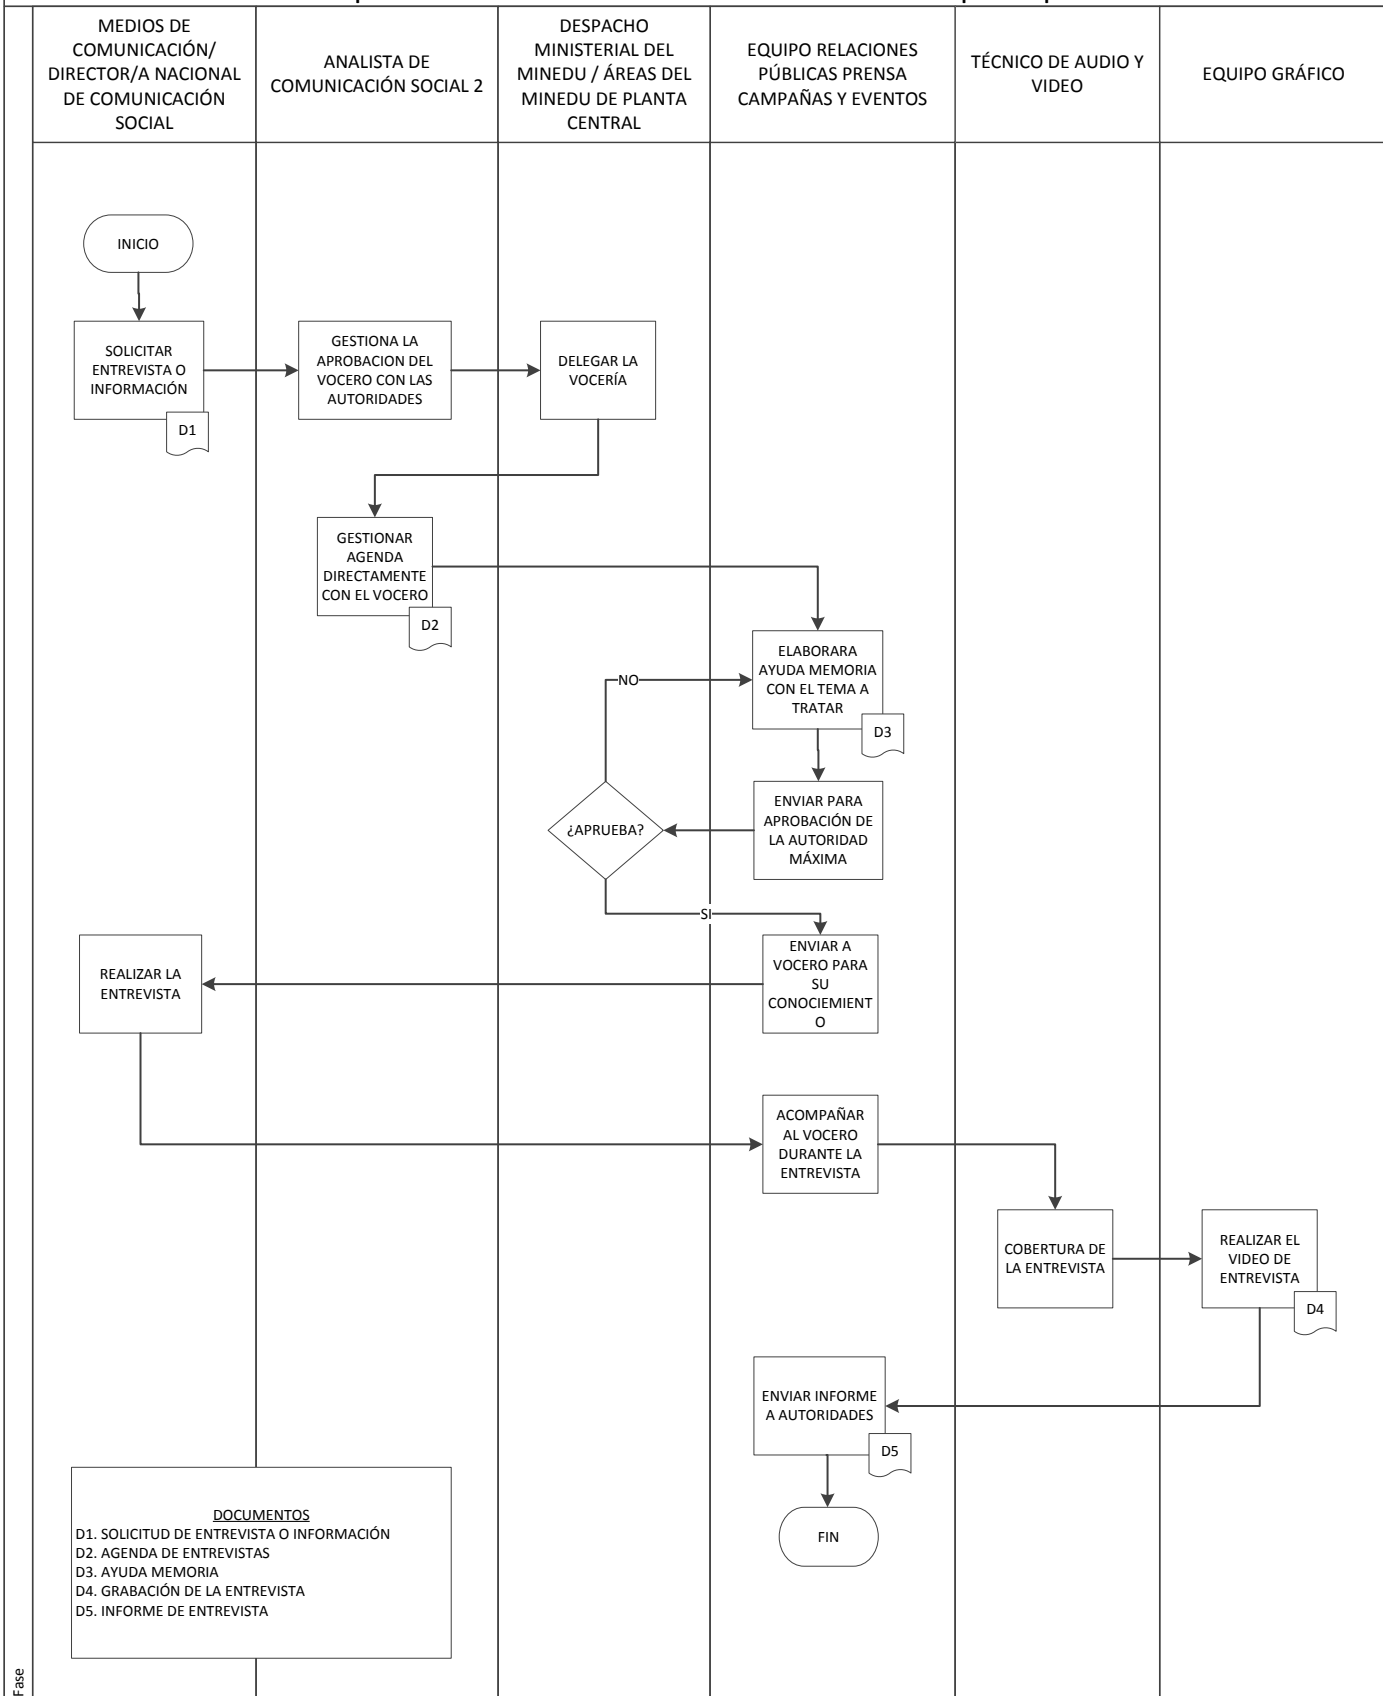 MEDIOS DE
COMUNICACIÓN/
DIRECTOR/A NACIONAL
DE COMUNICACIÓN
SOCIAL
ANALISTA DE
COMUNICACIÓN SOCIAL 2
DESPACHO
MINISTERIAL DEL
MINEDU / ÁREAS DEL
MINEDU DE PLANTA
CENTRAL
EQUIPO RELACIONES
PÚBLICAS PRENSA
CAMPAÑAS Y EVENTOS
TÉCNICO DE AUDIO Y
VIDEO
EQUIPO GRÁFICO
INICIO
SOLICITAR
ENTREVISTA O
INFORMACIÓN
D1
GESTIONA LA
APROBACION DEL
VOCERO CON LAS
AUTORIDADES
DELEGAR LA
VOCERÍA
GESTIONAR
AGENDA
DIRECTAMENTE
CON EL VOCERO
D2
ELABORARA
AYUDA MEMORIA
CON EL TEMA A
TRATAR
D3
NO
ENVIAR PARA
APROBACIÓN DE
LA AUTORIDAD
MÁXIMA
¿APRUEBA?
SI
ENVIAR A
VOCERO PARA
SU
CONOCIEMIENT
O
REALIZAR LA
ENTREVISTA
ACOMPAÑAR
AL VOCERO
DURANTE LA
ENTREVISTA
COBERTURA DE
LA ENTREVISTA
REALIZAR EL
VIDEO DE
ENTREVISTA
D4
ENVIAR INFORME
A AUTORIDADES
D5
FIN
DOCUMENTOS
D1. SOLICITUD DE ENTREVISTA O INFORMACIÓN
D2. AGENDA DE ENTREVISTAS
D3. AYUDA MEMORIA
D4. GRABACIÓN DE LA ENTREVISTA
D5. INFORME DE ENTREVISTA
Fase